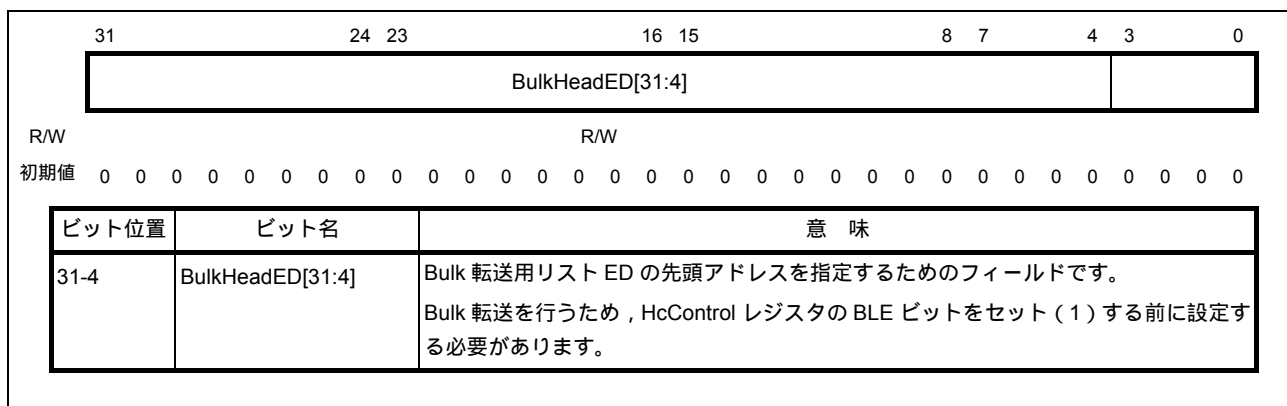 31 24 23 16 15 8 7 4 3 0
BulkHeadED[31:4]
R/W R/W
初期値 0 0 0 0 0 0 0 0 0 0 0 0 0 0 0 0 0 0 0 0 0 0 0 0 0 0 0 0 0 0 0 0
ビット位置 ビット名 意 味
31-4 BulkHeadED[31:4] Bulk 転送用リスト ED の先頭アドレスを指定するためのフィールドです。
Bulk 転送を行うため,HcControl レジスタの BLE ビットをセット(1)する前に設定す
る必要があります。